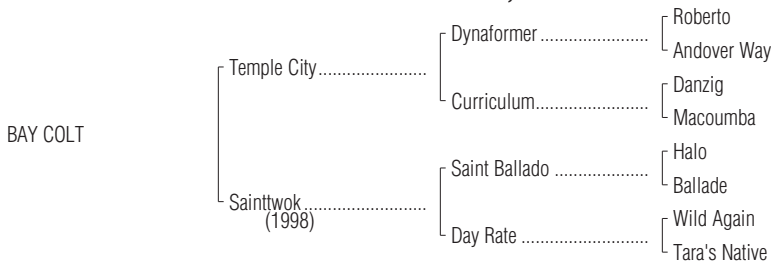 Roberto
Dynaformer .......................
Andover Way
Temple City.......................
Danzig
Curriculum........................
Macoumba
BAY COLT
Halo
Saint Ballado ....................
Ballade
Sainttwok..........................
(1998)
Wild Again
Day Rate ...........................
Tara's Native